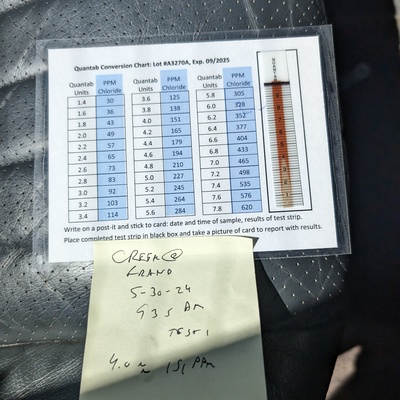 Quantab Conversion Chart: Lot #A3270A, Exp. 09/2025
Quantab Units PPM Chloride Quantab Units PPM Chloride Quantab Units PPM Chloride
1.4 30 3.6 125 5.8 305
1.6 36 3.8 138 6.0 328
1.8 43 4.0 151 6.2 352
2.0 49 4.2 165 6.4 377
2.2 57 4.4 179 6.6 404
2.4 65 4.6 194 6.8 433
2.6 73 4.8 210 7.0 465
2.8 83 5.0 227 7.2 498
3.0 92 5.2 245 7.4 535
3.2 103 5.4 264 7.6 576
3.4 114 5.6 284 7.8 620
QUANTAB
Write on a post-it and stick to card: date and time of sample, results of test strip.
Place completed test strip in black box and take a picture of card to report with results.
CREEK @
GRAND
5-30-24
935 AM
TEST 1
4.0 ≈ 151 PPM